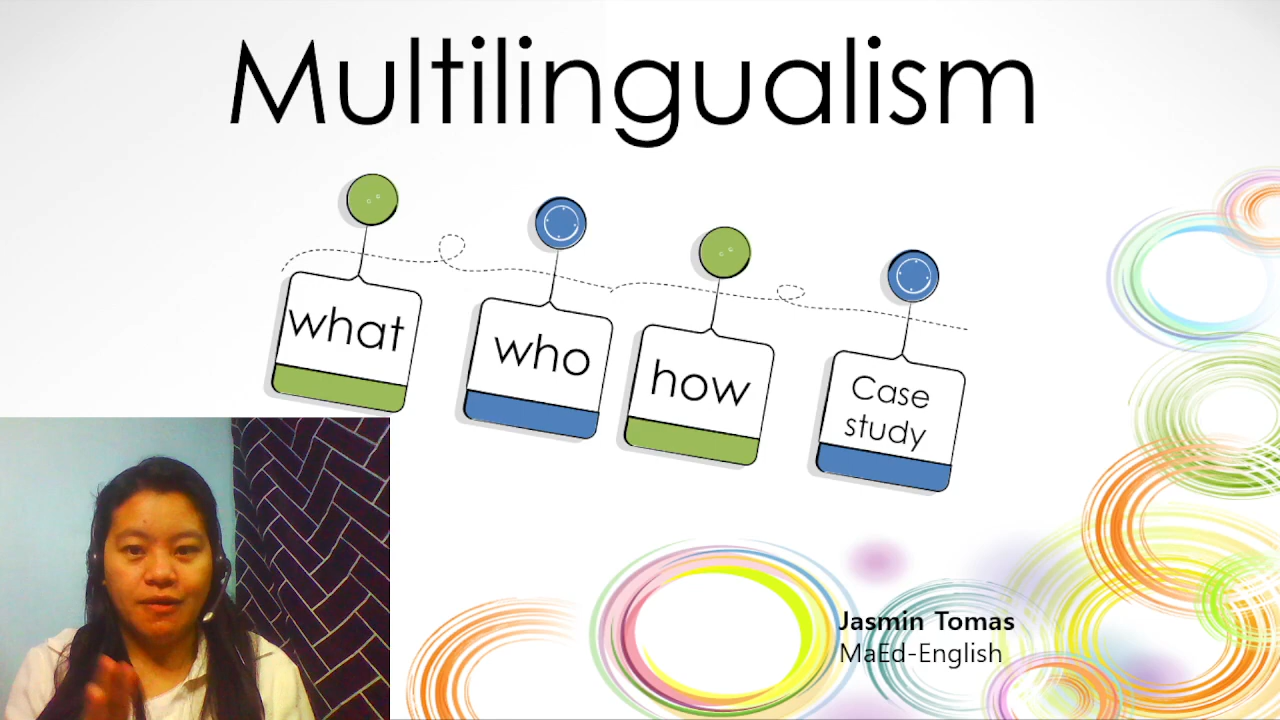 Multilingualism
what
who
how
Case
study
Jasmin Tomas
MaEd-English